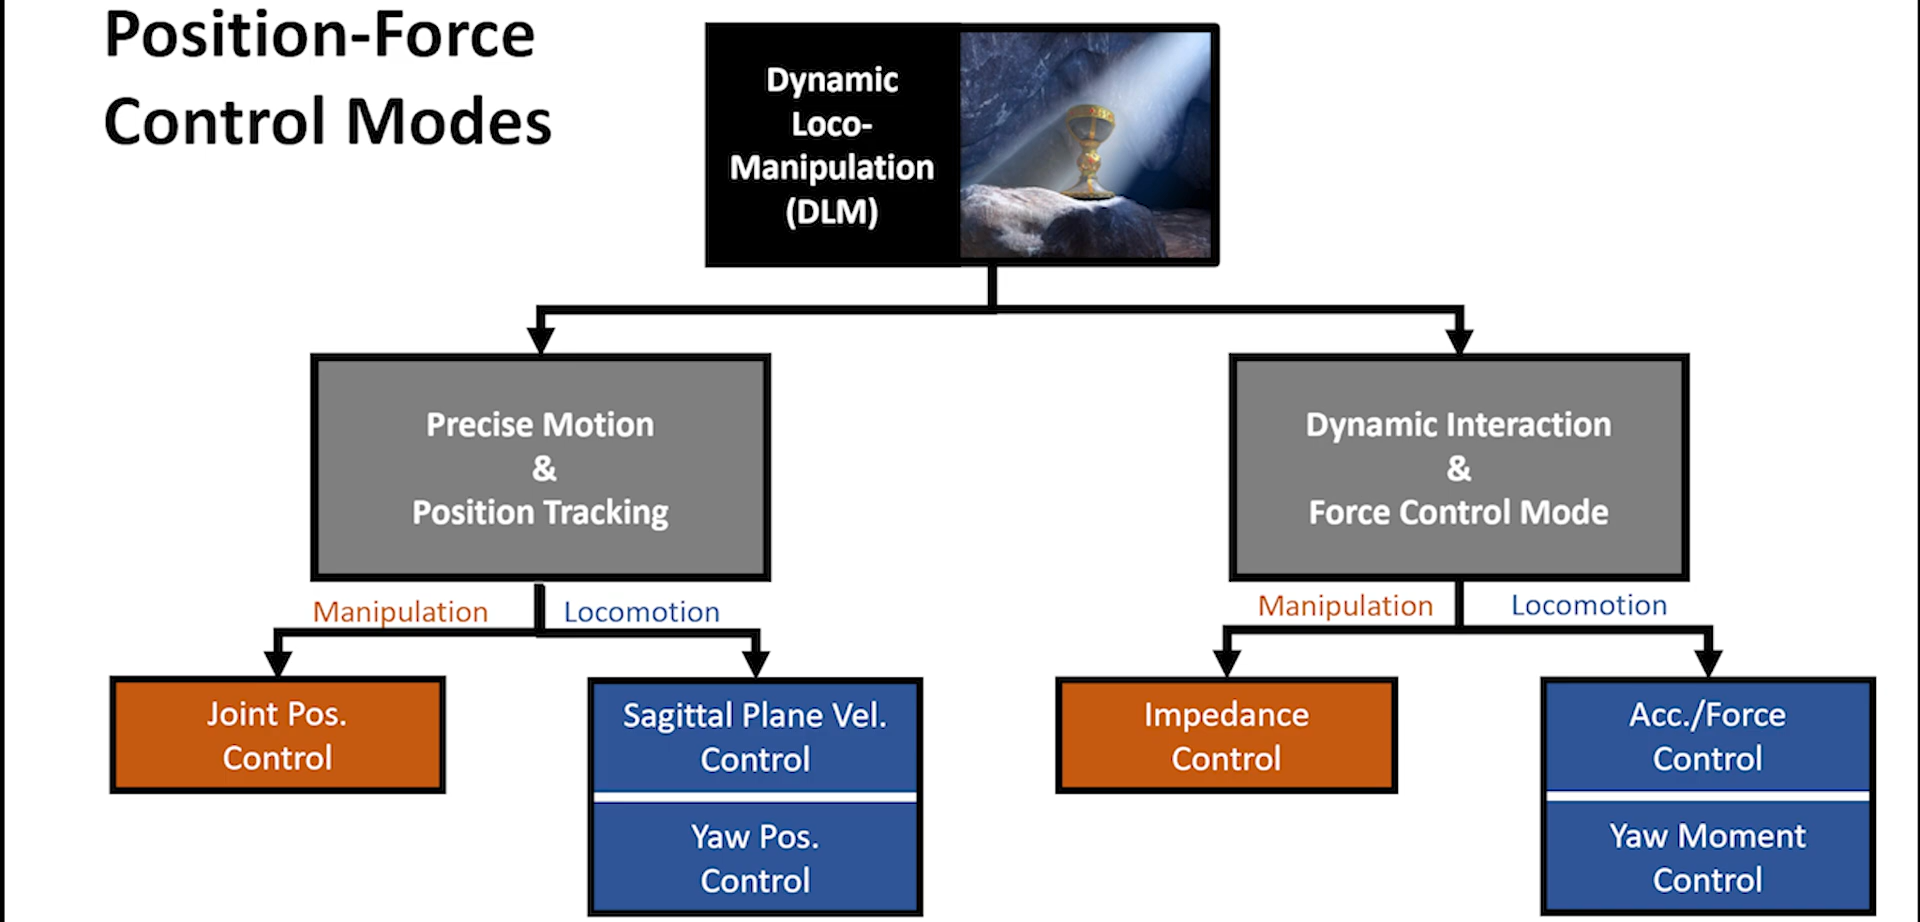 Position-Force
Control Modes
Dynamic
Loco-
Manipulation
(DLM)
Precise Motion
&
Position Tracking
Dynamic Interaction
&
Force Control Mode
Manipulation
Locomotion
Manipulation
Locomotion
Joint Pos.
Control
Sagittal Plane Vel.
Control
Yaw Pos.
Control
Impedance
Control
Acc./Force
Control
Yaw Moment
Control